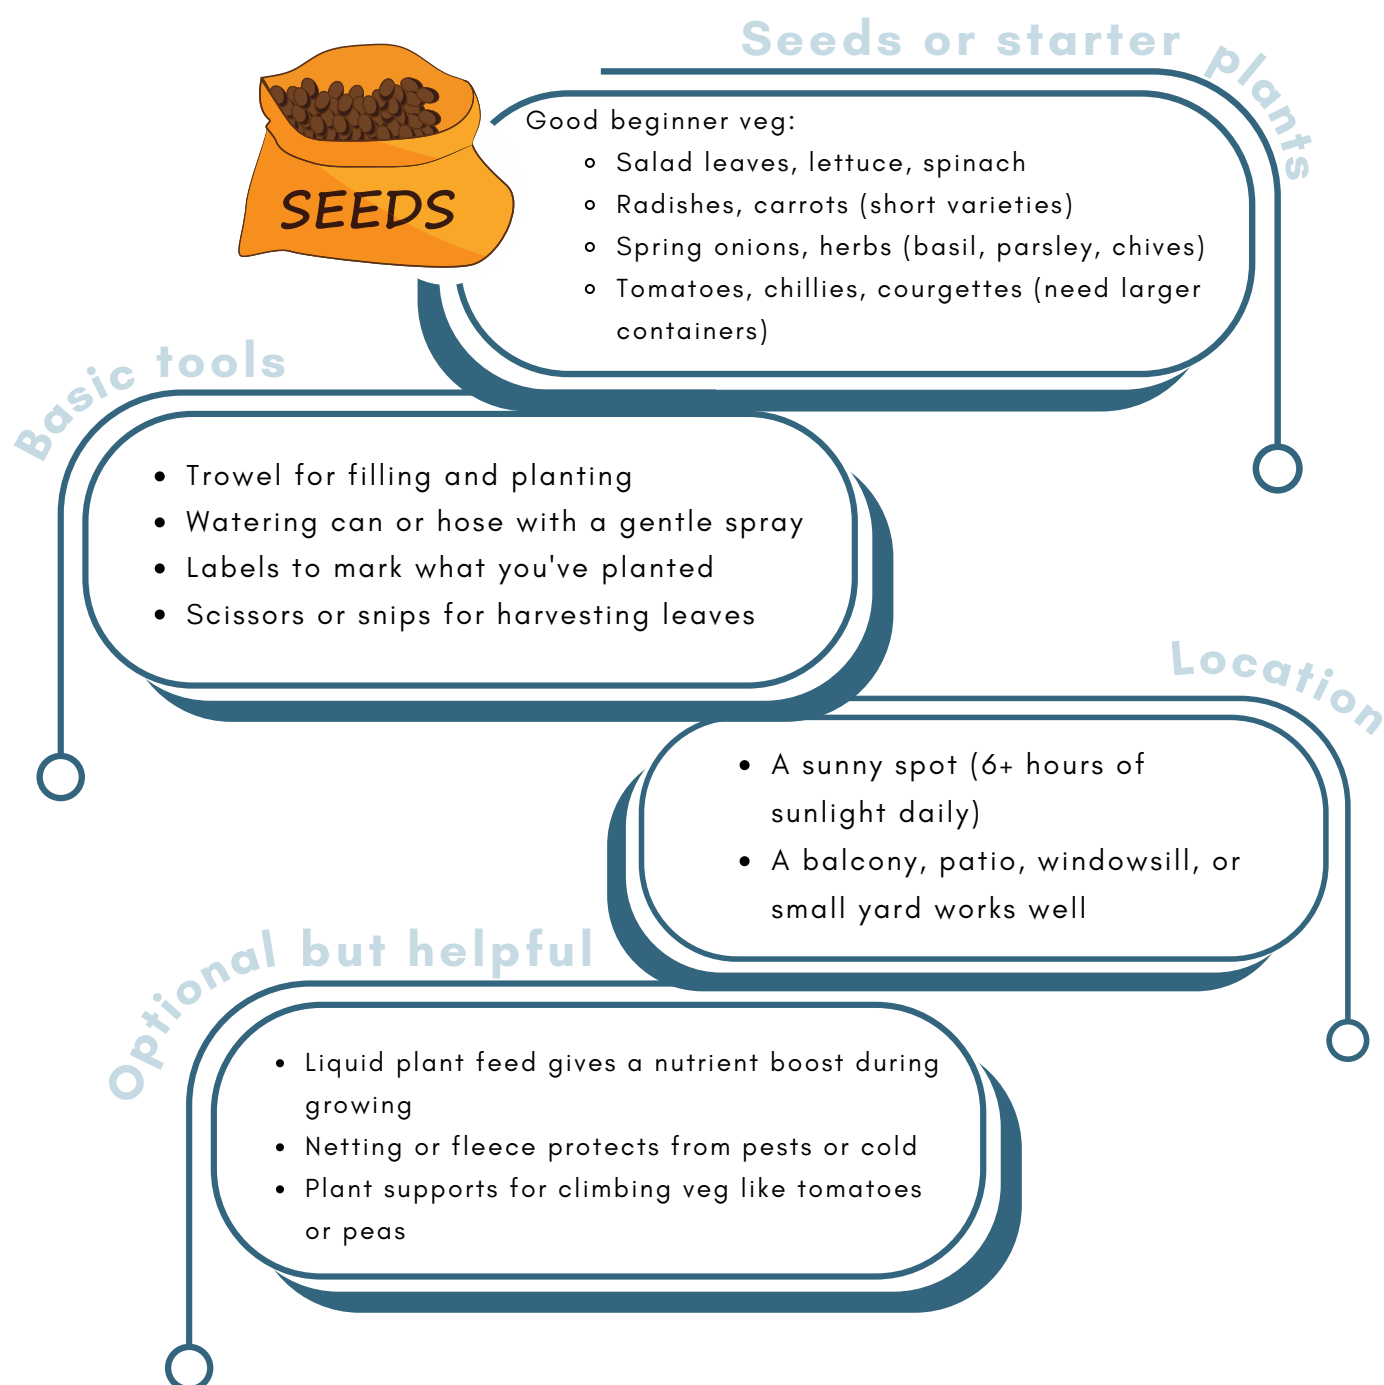 Seeds or starter plants
SEEDS
Good beginner veg:
Salad leaves, lettuce, spinach
Radishes, carrots (short varieties)
Spring onions, herbs (basil, parsley, chives)
Tomatoes, chillies, courgettes (need larger
containers)
Basic tools
Trowel for filling and planting
Watering can or hose with a gentle spray
Labels to mark what you've planted
Scissors or snips for harvesting leaves
Location
A sunny spot (6+ hours of
sunlight daily)
A balcony, patio, windowsill, or
small yard works well
Optional but helpful
Liquid plant feed gives a nutrient boost during
growing
Netting or fleece protects from pests or cold
Plant supports for climbing veg like tomatoes
or peas